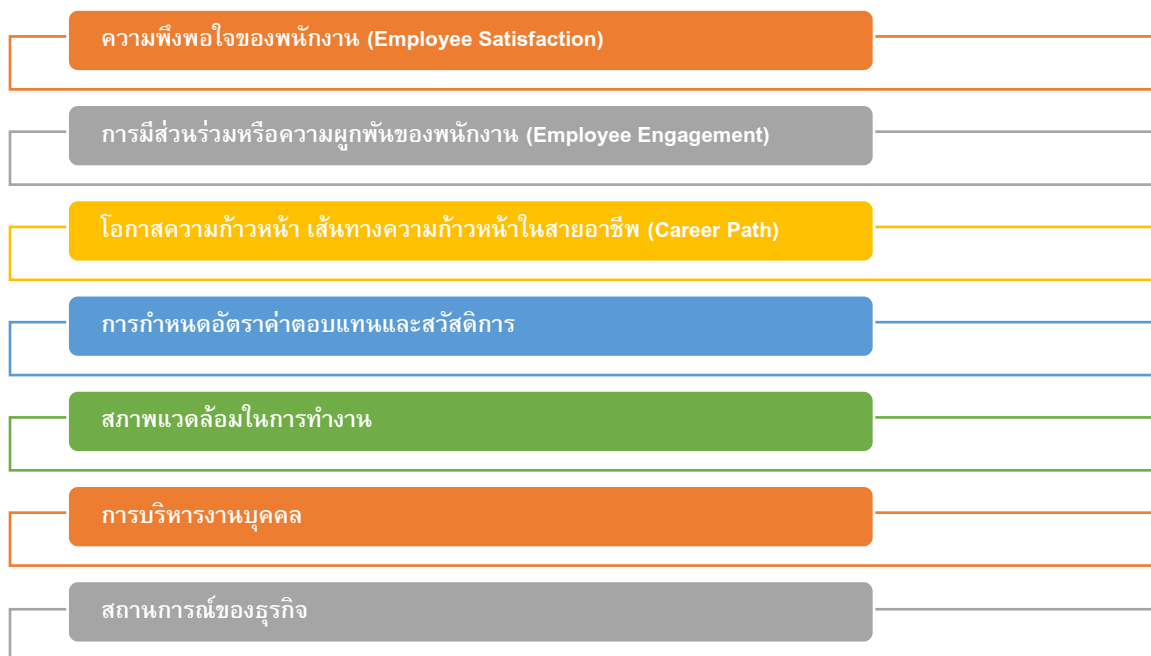 ความพึงพอใจของพนักงาน (Employee Satisfaction)
การมีส่วนร่วมหรือความผูกพันของพนักงาน (Employee Engagement)
โอกาสความก้าวหน้า เส้นทางความก้าวหน้าในสายอาชีพ (Career Path)
การกำหนดอัตราค่าตอบแทนและสวัสดิการ
สภาพแวดล้อมในการทำงาน
การบริหารงานบุคคล
สถานการณ์ของธุรกิจ